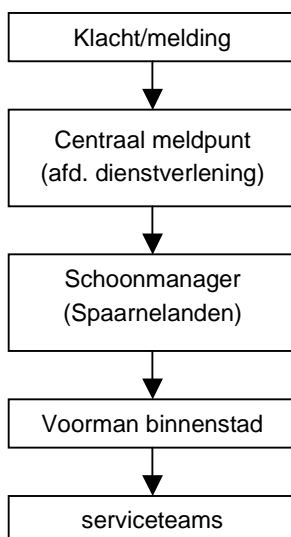 Klacht/melding
Centraal meldpunt
(afd. dienstverlening)
Schoonmanager
(Spaarnelanden)
Voorman binnenstad
serviceteams